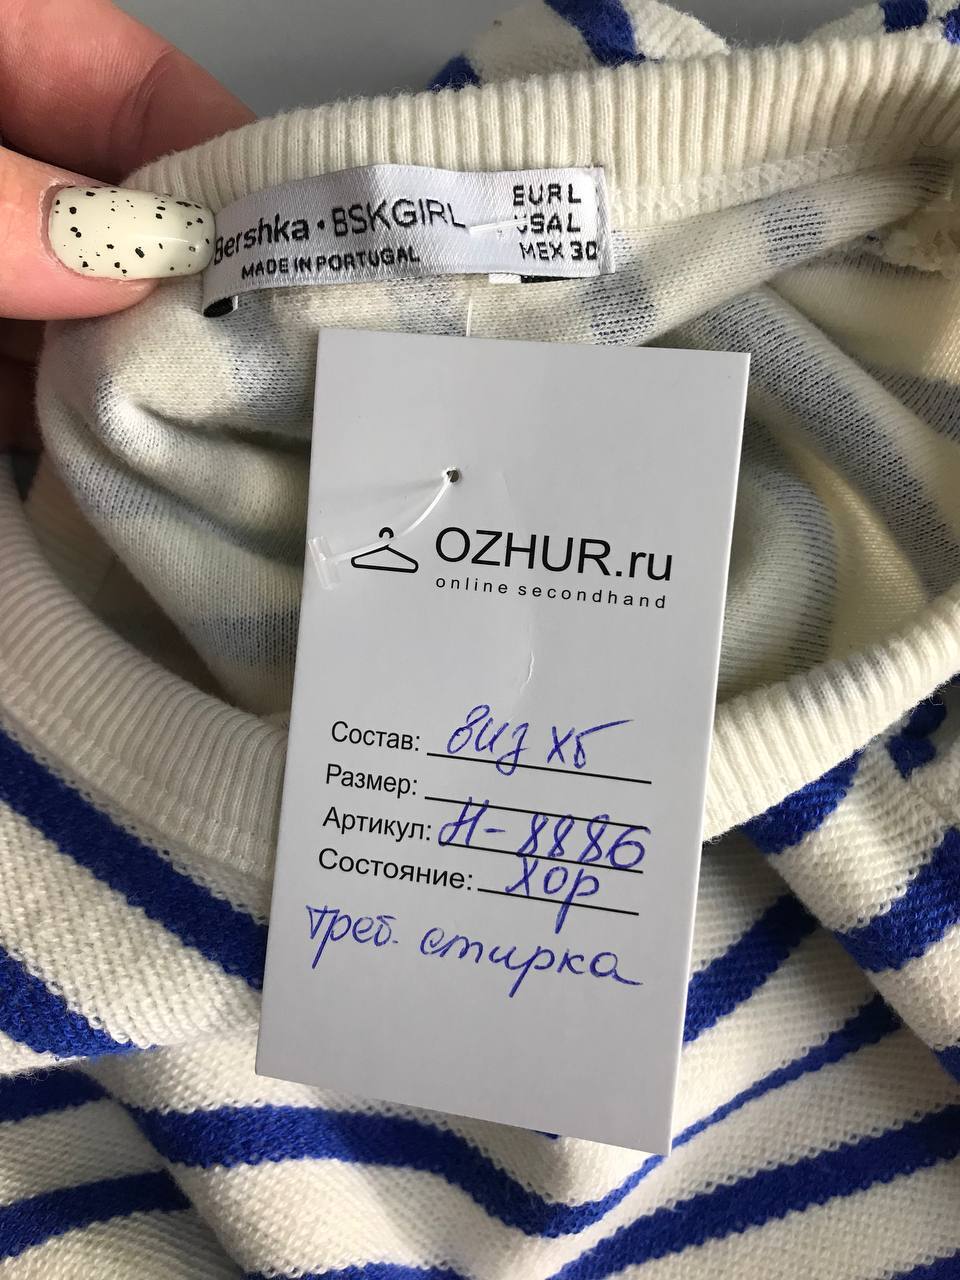 Bershka • BSKGIRL
MADE IN PORTUGAL
EUR L
USA L
MEX 30
OZHUR.ru
online secondhand
Состав: виз хб
Размер:
Артикул: Н-8886
Состояние: хор
треб. стирка